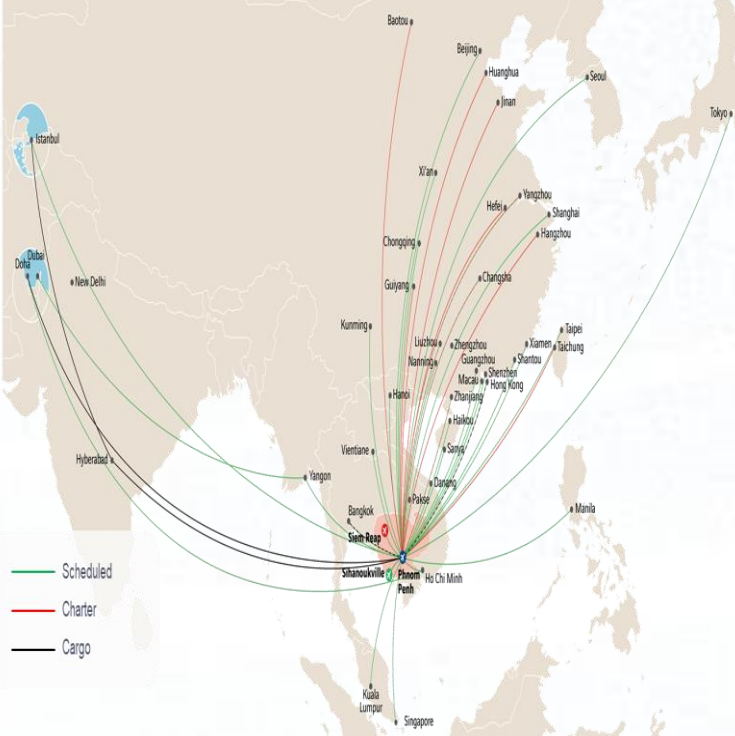 Baotou
Beijing
Huanghua
Seoul
Jinan
Tokyo
Istanbul
Xi'an
Yangzhou
Hefei
Shanghai
Hangzhou
Chongqing
Dubai
Doha
New Delhi
Changsha
Guiyang
Kunming
Taipei
Liuzhou
Zhengzhou
Xiamen
Taichung
Guangzhou
Shantou
Nanning
Shenzhen
Macau
Hong Kong
Hanoi
Zhanjiang
Haikou
Vientiane
Sanya
Hyberabad
Yangon
Danang
Pakse
Bangkok
Manila
Siem Reap
Sihanoukville
Phnom
Penh
Ho Chi Minh
Scheduled
Charter
Cargo
Kuala
Lumpur
Singapore